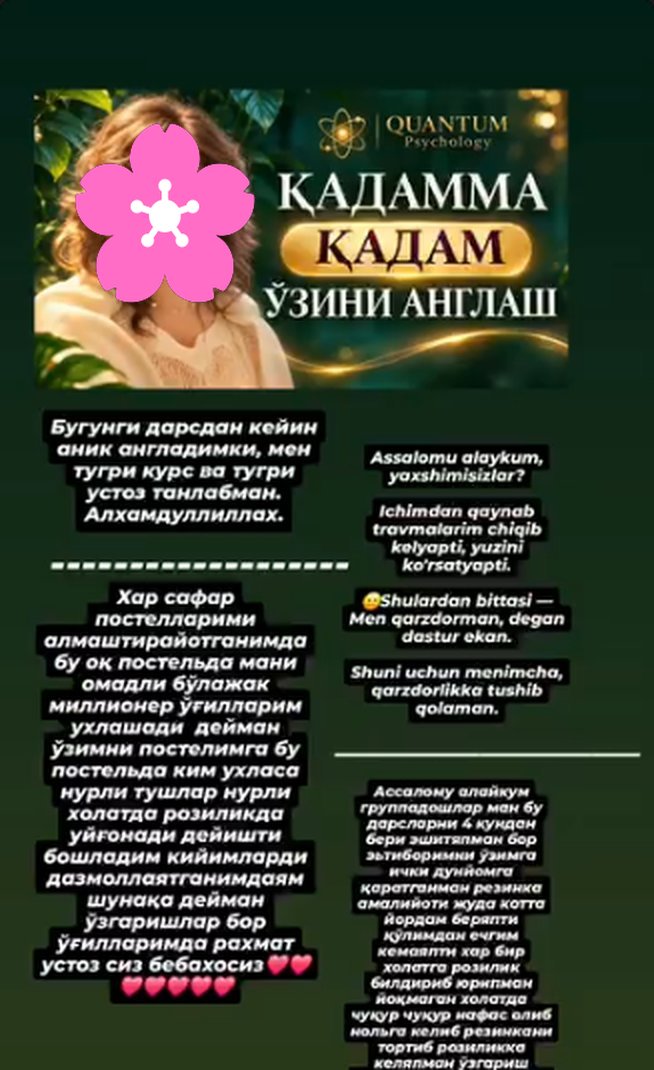 QUANTUM
Psychology
ҚАДАММА
ҚАДАМ
ЎЗИНИ АНГЛАШ
Бугунги дарсдан кейин
аник англадимки, мен
тугри курс ва тугри
устоз танлабман.
Алхамдуллиллах.
Хар сафар
постелларими
алмаштирайотганимда
бу оқ постельда мани
омадли бўлажак
миллионер ўғилларим
ухлашади дейман
ўзимни постелимга бу
постельда ким ухласа
нурли тушлар нурли
холатда розиликда
уйғонади дейишти
бошладим кийимларди
дазмоллаятганимдаям
шунақа дейман
ўзгаришлар бор
ўғилларимда рахмат
устоз сиз бебахосиз❤️❤️
❤️❤️❤️❤️❤️
Assalomu alaykum,
yaxshimisizlar?
Ichimdan qaynab
travmalarim chiqib
kelyapti, yuzini
ko'rsatyapti.
🫡Shulardan bittasi —
Men qarzdorman, degan
dastur ekan.
Shuni uchun menimcha,
qarzdorlikka tushib
qolaman.
Ассалому алайкум
группадошлар ман бу
дарсларни 4 кундан
бери эшитяпман бор
эътиборимни ўзимга
ички дунйомга
қаратганман резинка
амалийоти жуда котта
йордам беряпти
қўлимдан ечгим
кемаяпти хар бир
холатга розилик
билдириб юрипман
йоқмаган холатда
чуқур чуқур нафас олиб
нольга келиб резинкани
тортиб розиликка
келяпман ўзгариш